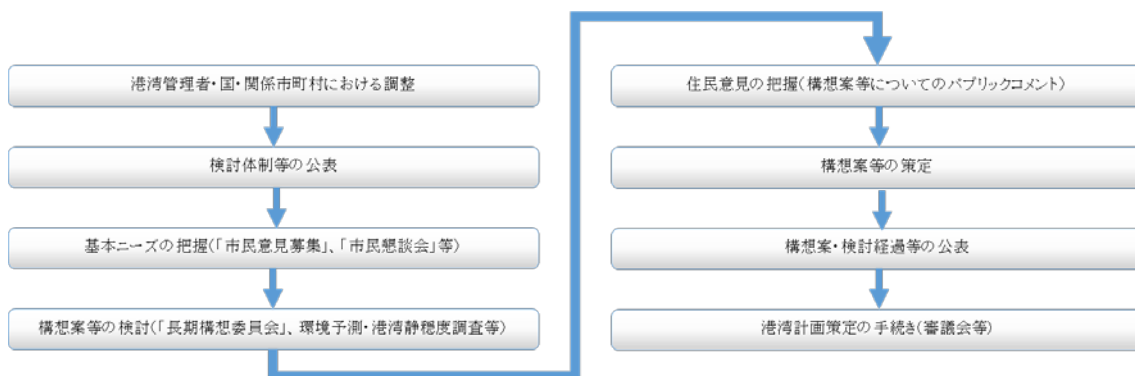 港湾管理者・国・関係市町村における調整
検討体制等の公表
基本ニーズの把握(「市民意見募集」、「市民懇談会」等)
構想案等の検討(「長期構想委員会」、環境予測・港湾静穏度調査等)
住民意見の把握(構想案等についてのパブリックコメント)
構想案等の策定
構想案・検討経過等の公表
港湾計画策定の手続き(審議会等)